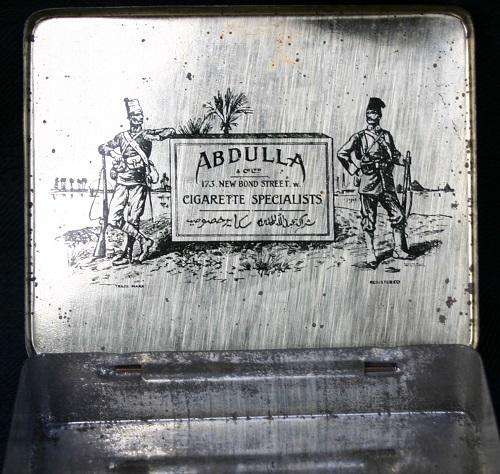 ABDULLA
& CO LTD
173. NEW BOND STREET. W.
CIGARETTE SPECIALISTS
TRADE MARK
REGISTERED